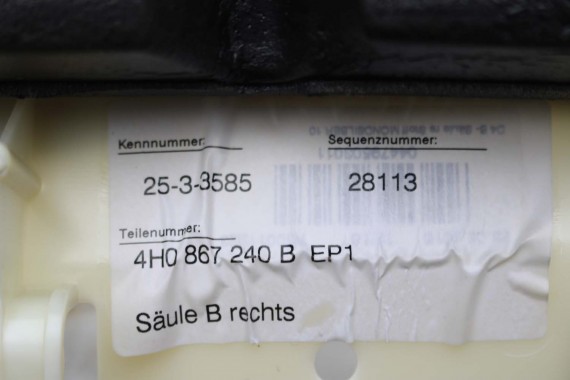 Kennnummer: Sequenznummer:
25-3-3585 28113
Teilenummer:
4H0 867 240 B EP1
Säule B rechts